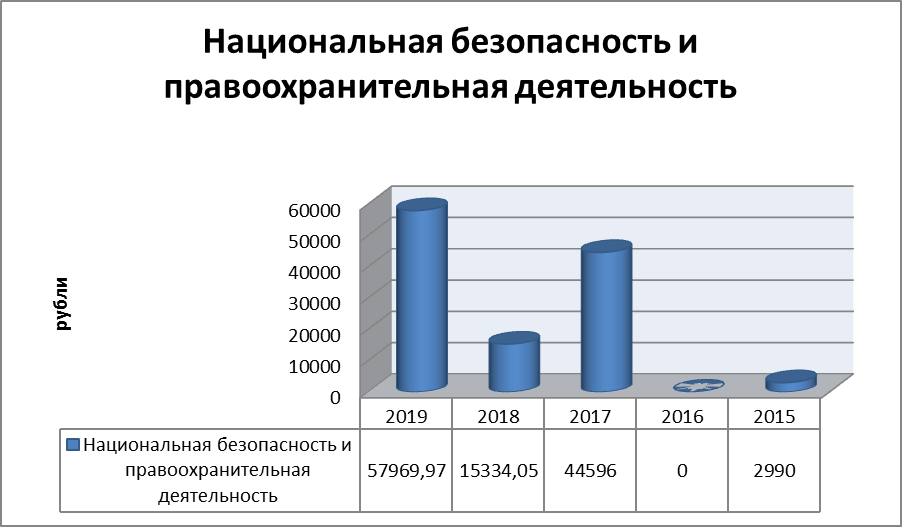 Национальная безопасность и
правоохранительная деятельность
рубли
60000
50000
40000
30000
20000
10000
0
2019 2018 2017 2016 2015
Национальная безопасность и
правоохранительная
деятельность
57969,97 15334,05 44596 0 2990